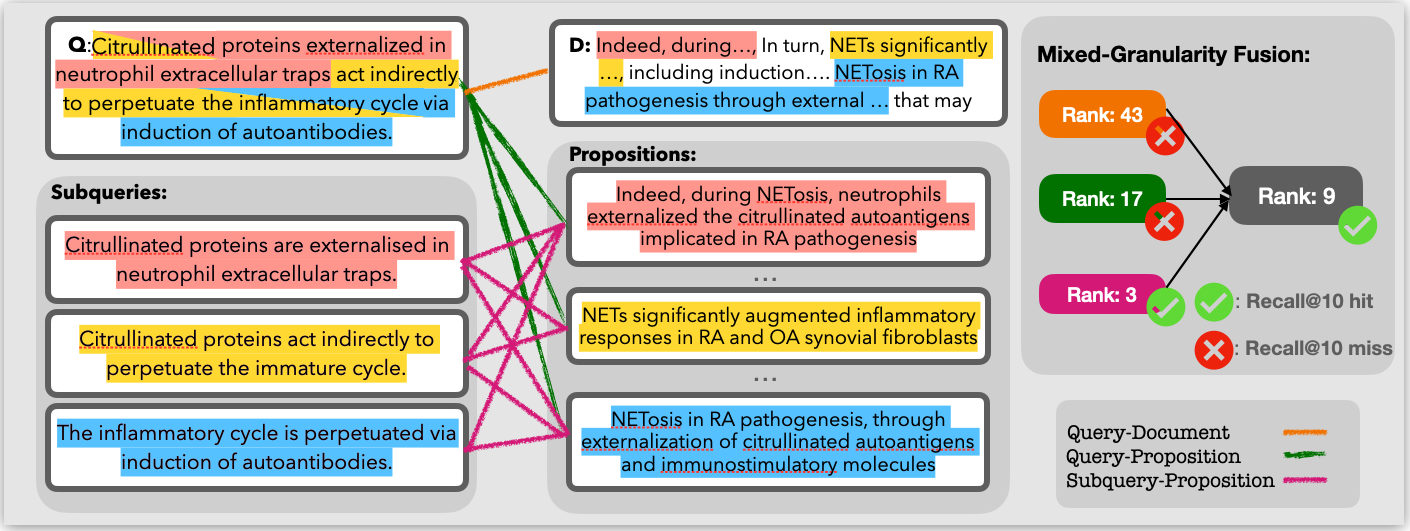 Q:Citrullinated proteins externalized in
neutrophil extracellular traps act indirectly
to perpetuate the inflammatory cycle via
induction of autoantibodies.
D: Indeed, during…, In turn, NETs significantly
…, including induction…. NETosis in RA
pathogenesis through external … that may
Subqueries:
Citrullinated proteins are externalised in
neutrophil extracellular traps.
Citrullinated proteins act indirectly to
perpetuate the immature cycle.
The inflammatory cycle is perpetuated via
induction of autoantibodies.
Propositions:
Indeed, during NETosis, neutrophils
externalized the citrullinated autoantigens
implicated in RA pathogenesis
...
NETs significantly augmented inflammatory
responses in RA and OA synovial fibroblasts
...
NETosis in RA pathogenesis, through
externalization of citrullinated autoantigens
and immunostimulatory molecules
Mixed-Granularity Fusion:
Rank: 43
Rank: 17
Rank: 9
Rank: 3
: Recall@10 hit
: Recall@10 miss
Query-Document
Query-Proposition
Subquery-Proposition